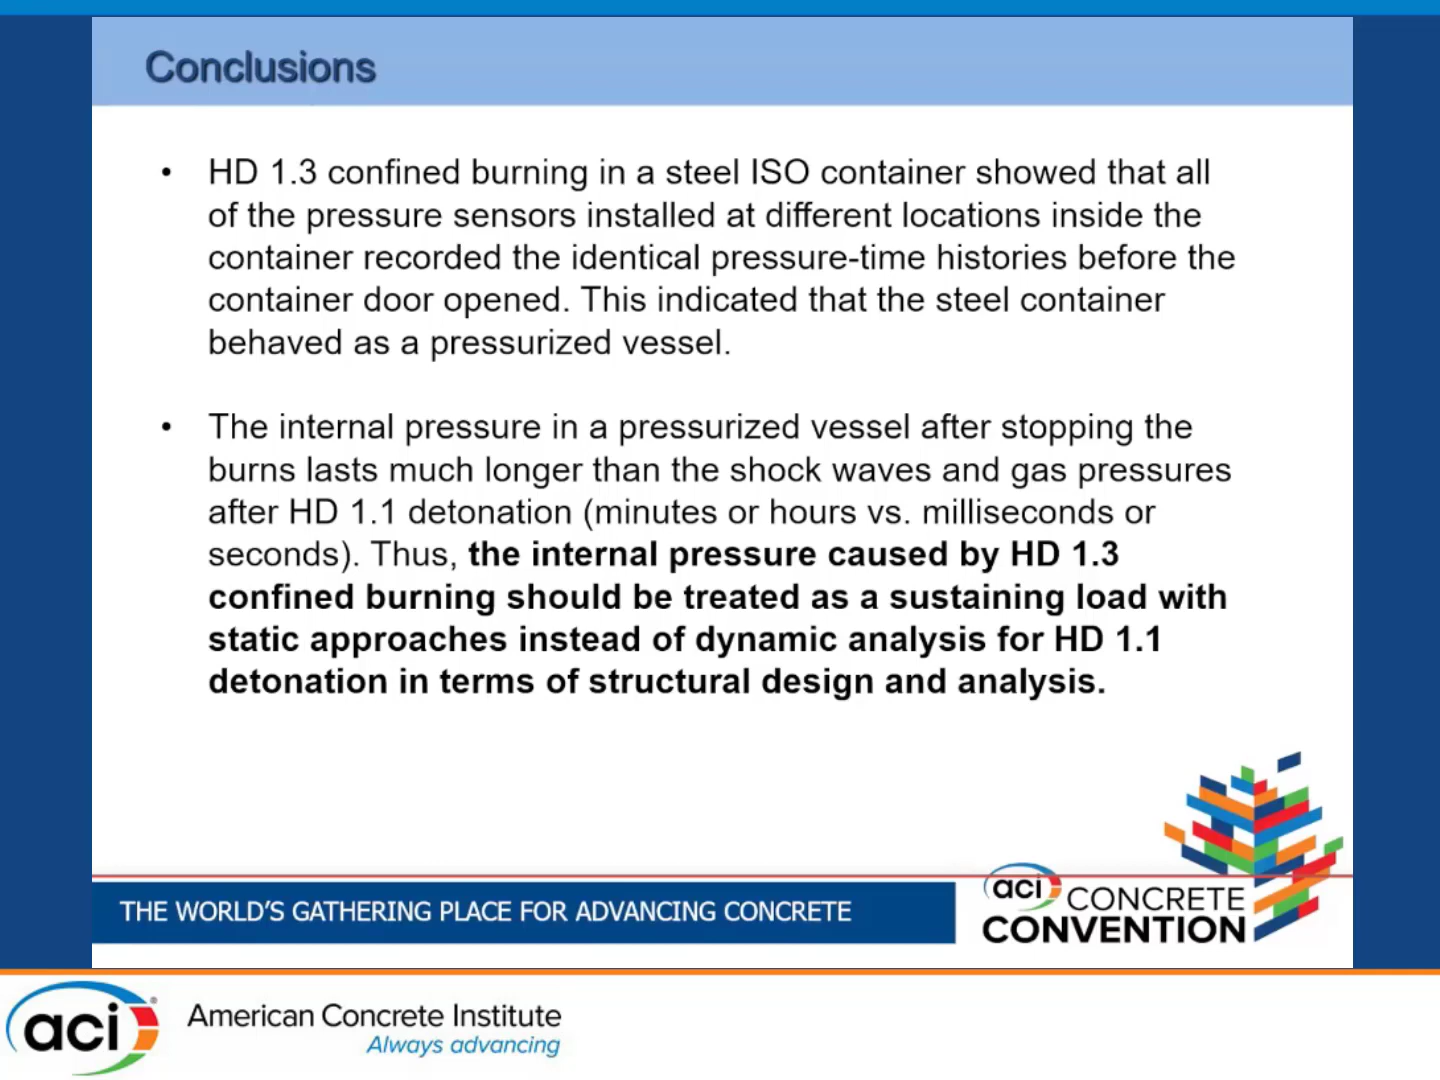 Conclusions
• HD 1.3 confined burning in a steel ISO container showed that all
of the pressure sensors installed at different locations inside the
container recorded the identical pressure-time histories before the
container door opened. This indicated that the steel container
behaved as a pressurized vessel.
• The internal pressure in a pressurized vessel after stopping the
burns lasts much longer than the shock waves and gas pressures
after HD 1.1 detonation (minutes or hours vs. milliseconds or
seconds). Thus, the internal pressure caused by HD 1.3
confined burning should be treated as a sustaining load with
static approaches instead of dynamic analysis for HD 1.1
detonation in terms of structural design and analysis.
THE WORLD'S GATHERING PLACE FOR ADVANCING CONCRETE
aci CONCRETE
CONVENTION
aci® American Concrete Institute
Always advancing